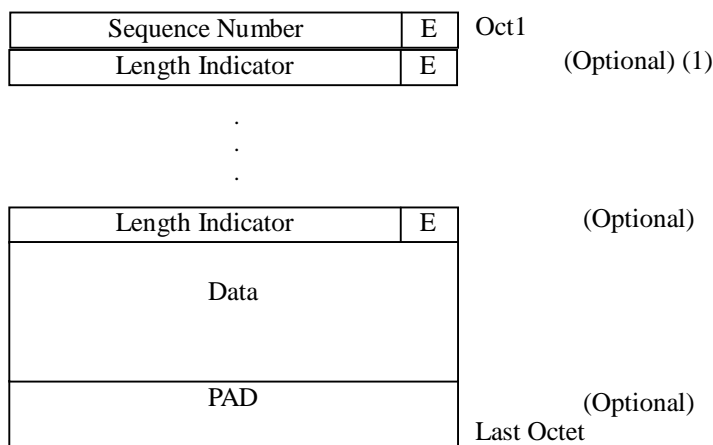 Sequence Number E Oct1
Length Indicator E (Optional) (1)
.
.
.
Length Indicator E (Optional)
Data
PAD (Optional)
Last Octet